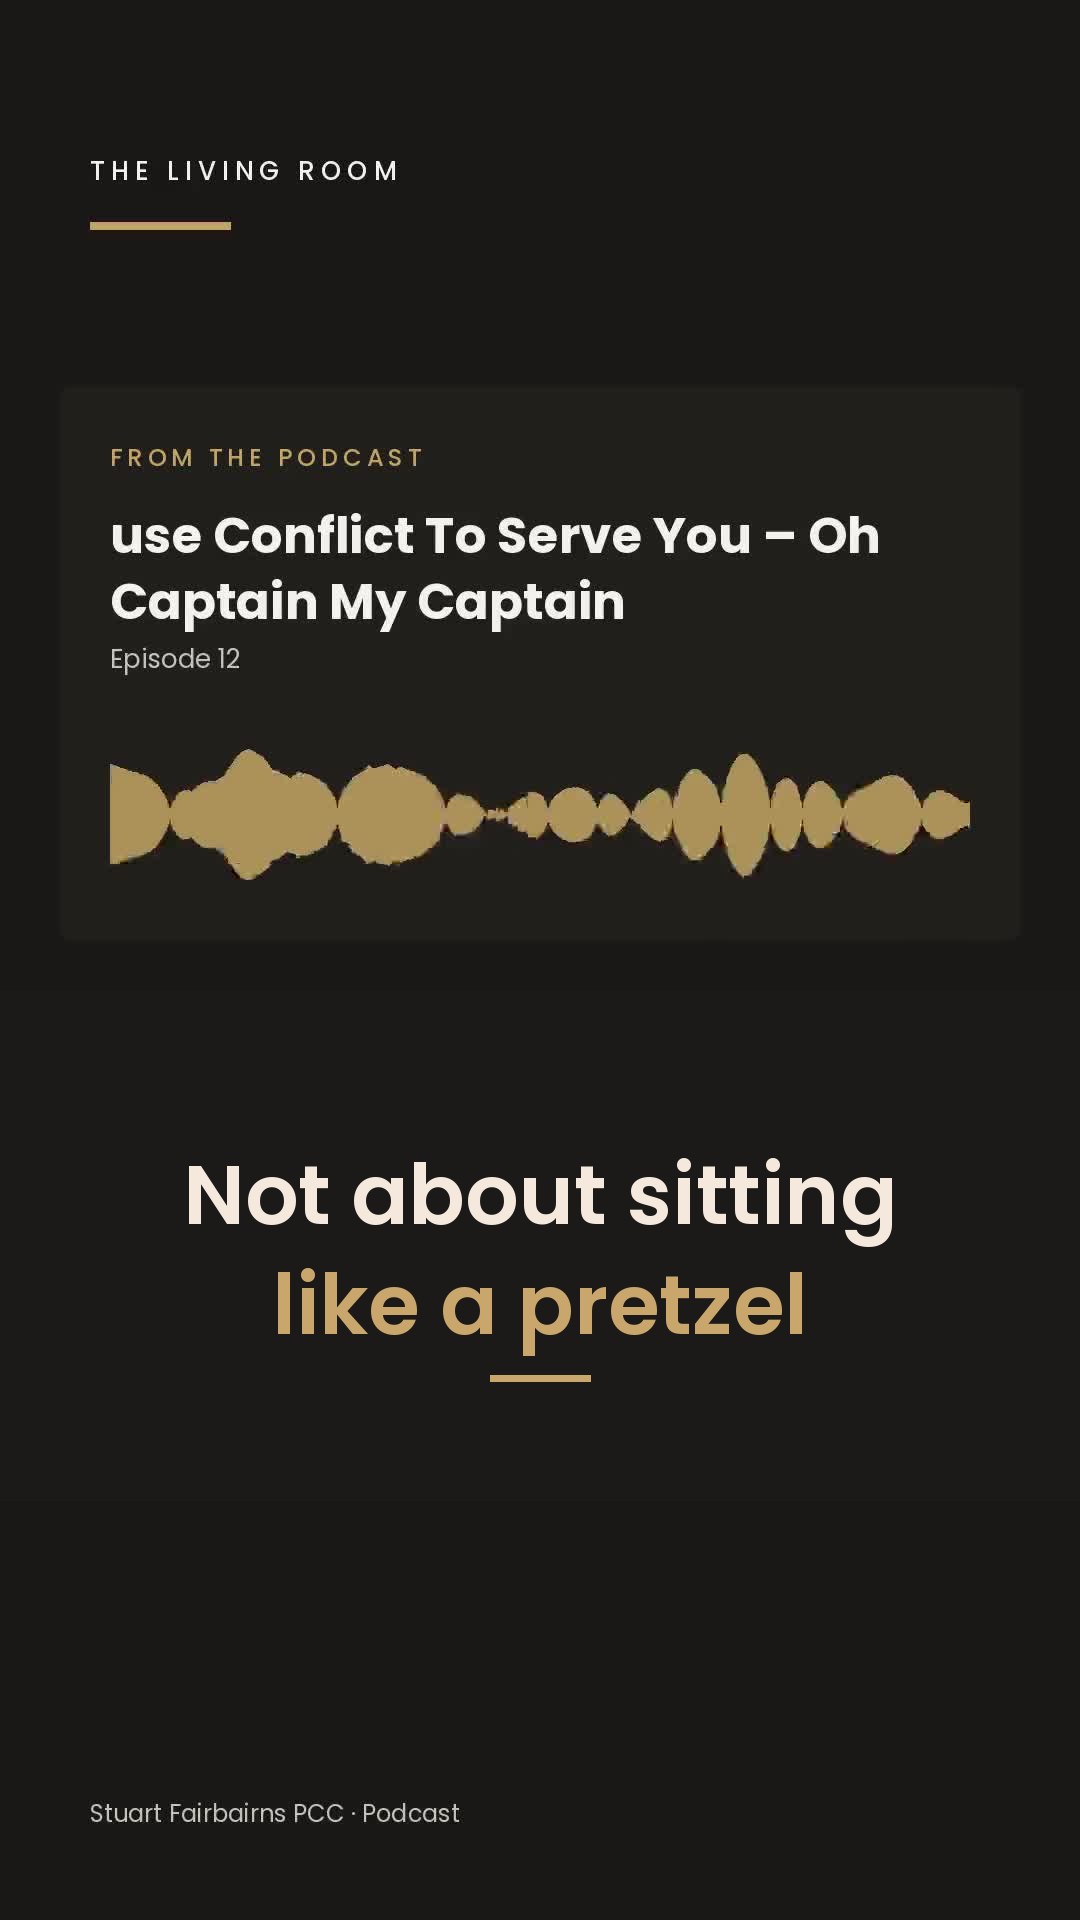 THE LIVING ROOM
FROM THE PODCAST
use Conflict To Serve You – Oh
Captain My Captain
Episode 12
Not about sitting
like a pretzel
Stuart Fairbairns PCC · Podcast